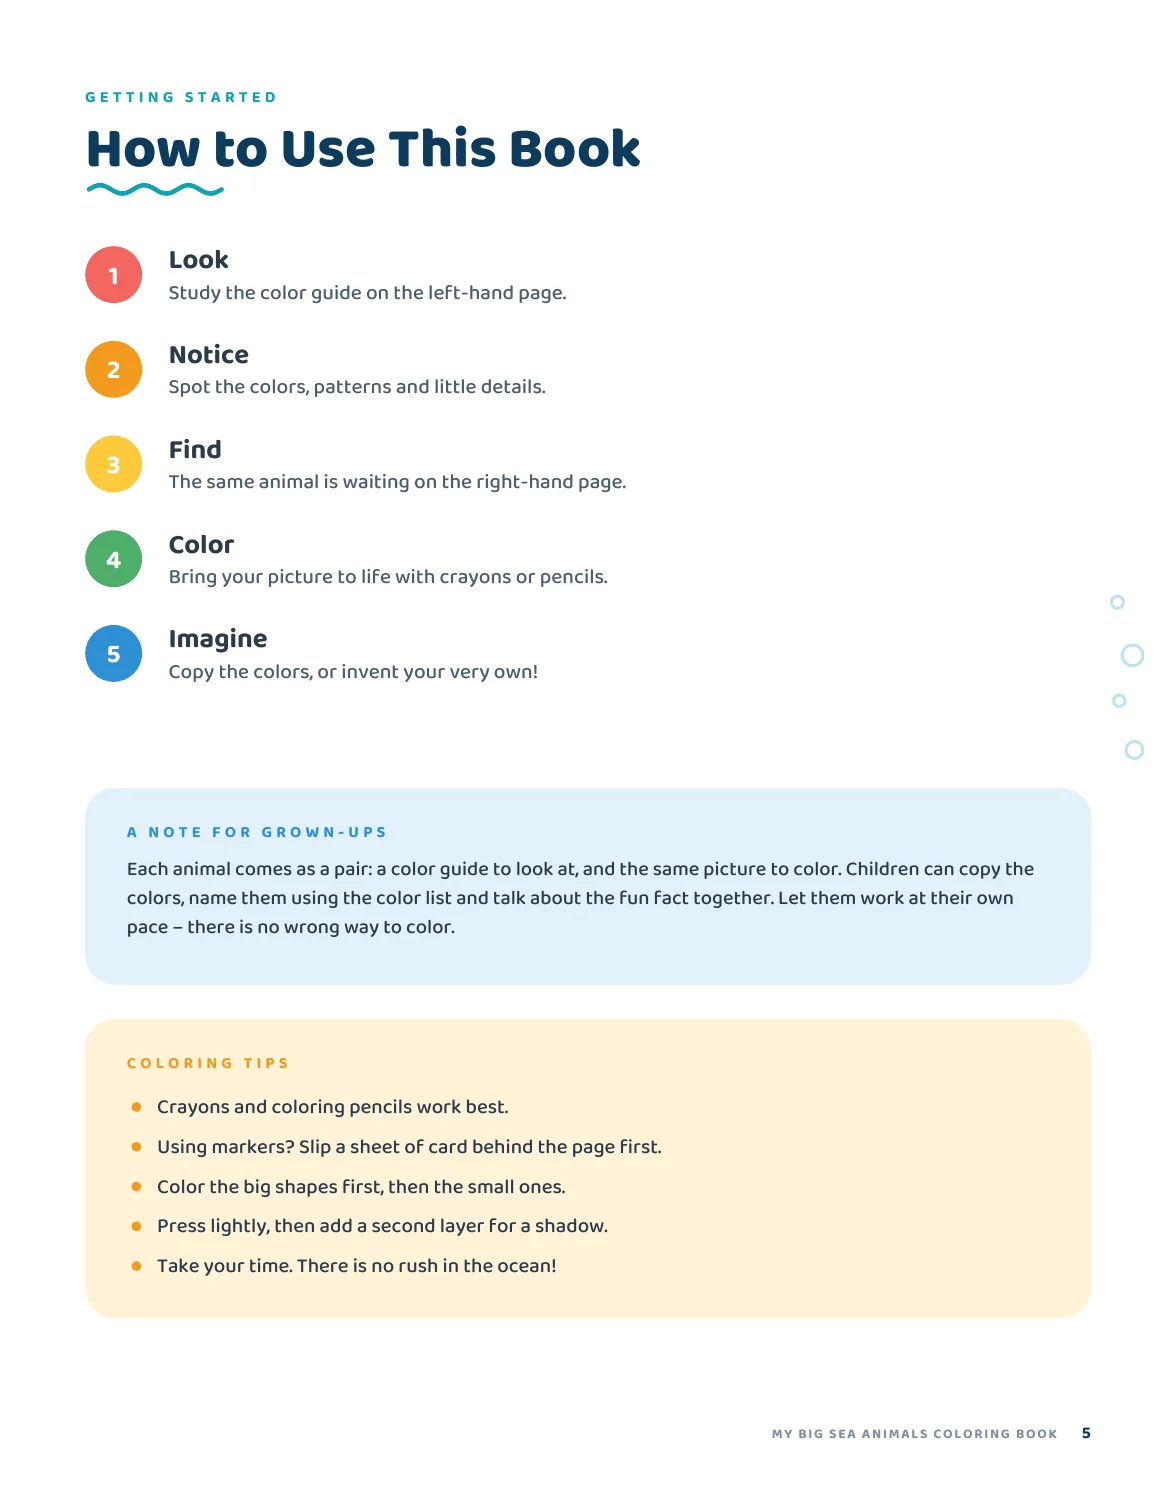 GETTING STARTED
How to Use This Book
1
Look
Study the color guide on the left-hand page.
2
Notice
Spot the colors, patterns and little details.
3
Find
The same animal is waiting on the right-hand page.
4
Color
Bring your picture to life with crayons or pencils.
5
Imagine
Copy the colors, or invent your very own!
A NOTE FOR GROWN-UPS
Each animal comes as a pair: a color guide to look at, and the same picture to color. Children can copy the
colors, name them using the color list and talk about the fun fact together. Let them work at their own
pace – there is no wrong way to color.
COLORING TIPS
Crayons and coloring pencils work best.
Using markers? Slip a sheet of card behind the page first.
Color the big shapes first, then the small ones.
Press lightly, then add a second layer for a shadow.
Take your time. There is no rush in the ocean!
MY BIG SEA ANIMALS COLORING BOOK 5